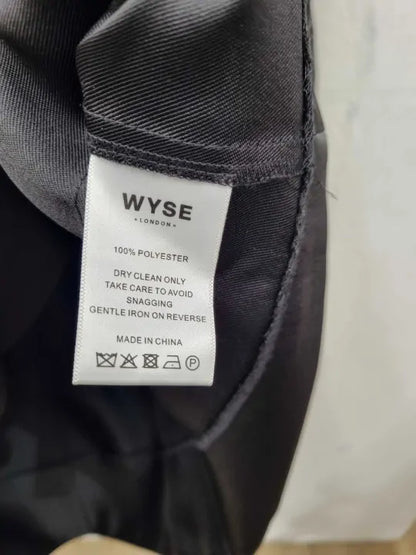 WYSE
• LONDON •
100% POLYESTER
DRY CLEAN ONLY
TAKE CARE TO AVOID
SNAGGING
GENTLE IRON ON REVERSE
MADE IN CHINA
P